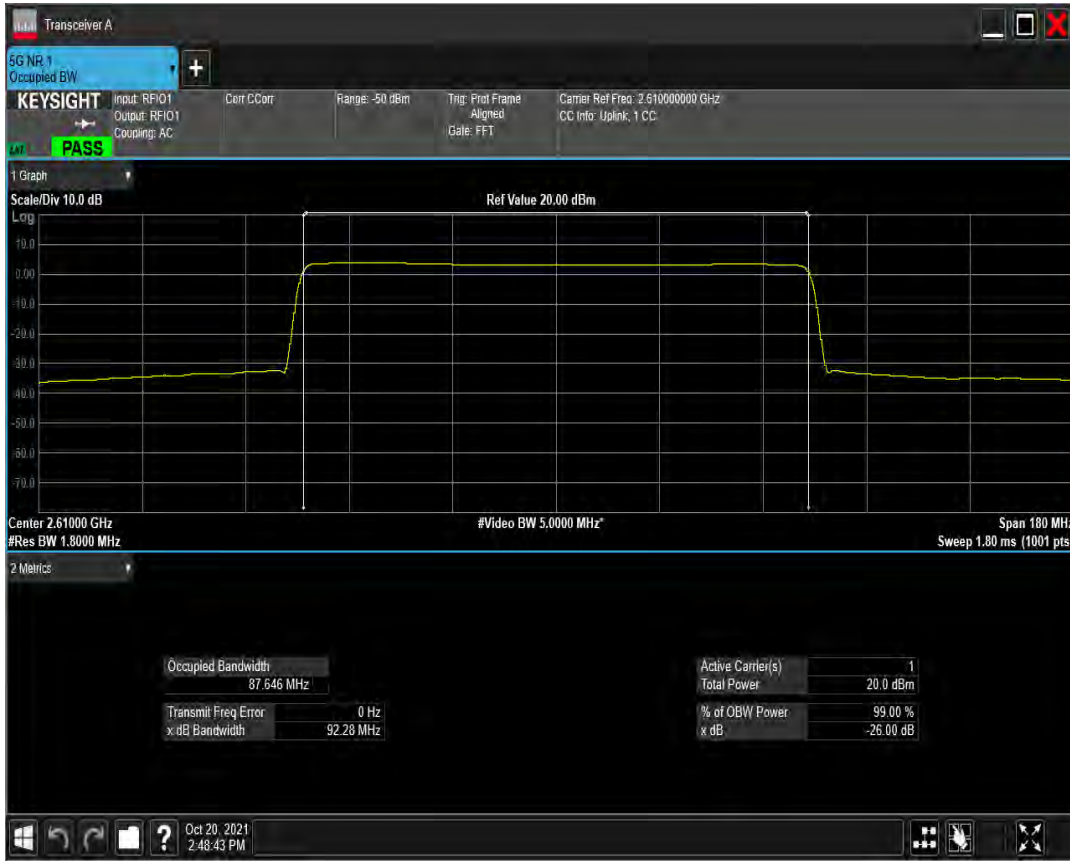 Transceiver A
5G NR 1
Occupied BW
+
KEYSIGHT
PASS
Input: RFIO1
Output: RFIO1
Coupling: AC
Corr CCorr
Range: -50 dBm
Trig: Prot Frame
Aligned
Gate: FFT
Carrier Ref Freq: 2.610000000 GHz
CC Info: Uplink, 1 CC
1 Graph
Scale/Div 10.0 dB
Ref Value 20.00 dBm
Log
10.0
0.00
-10.0
-20.0
-30.0
-40.0
-50.0
-60.0
-70.0
Center 2.61000 GHz
#Video BW 5.0000 MHz*
Span 180 MHz
#Res BW 1.8000 MHz
Sweep 1.80 ms (1001 pts
2 Metrics
Occupied Bandwidth
87.646 MHz
Transmit Freq Error 0 Hz
x dB Bandwidth 92.28 MHz
Active Carrier(s) 1
Total Power 20.0 dBm
% of OBW Power 99.00 %
x dB -26.00 dB
?
Oct 20, 2021
2:48:43 PM